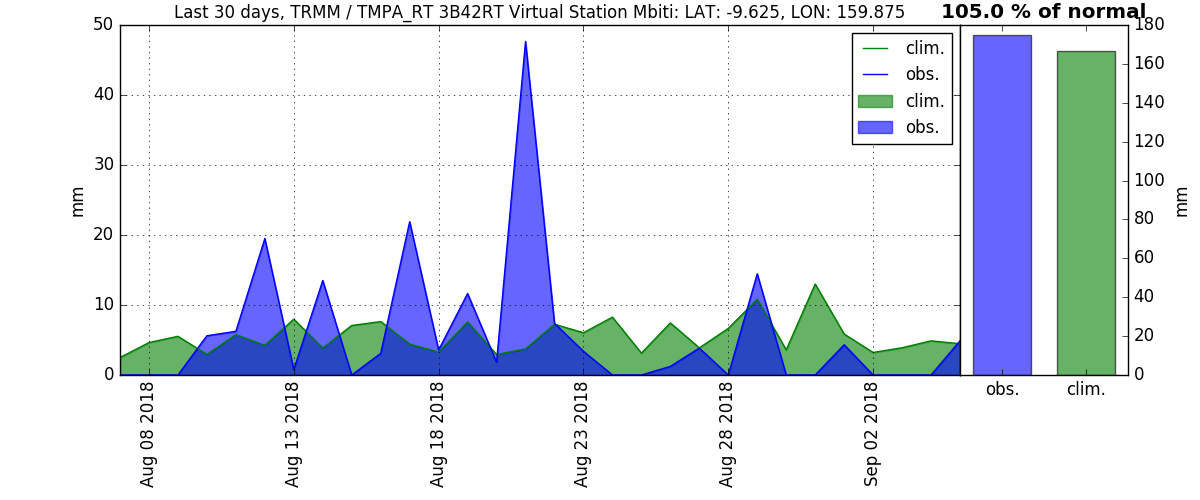 Last 30 days, TRMM / TMPA_RT 3B42RT Virtual Station Mbiti: LAT: -9.625, LON: 159.875
105.0 % of normal
50
40
30
20
10
0
mm
clim.
obs.
clim.
obs.
Aug 08 2018
Aug 13 2018
Aug 18 2018
Aug 23 2018
Aug 28 2018
Sep 02 2018
180
160
140
120
100
80
60
40
20
0
mm
obs.
clim.